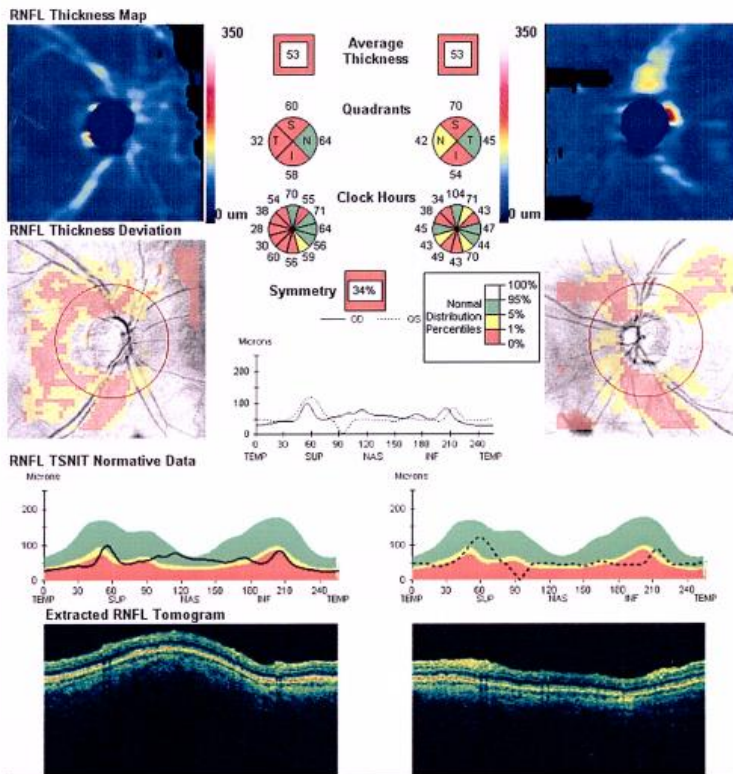 RNFL Thickness Map
350
0 um
Average
Thickness
53
53
Quadrants
60
S
32 T N 64
I
58
70
S
42 N T 45
I
54
Clock Hours
70
54 55
38 71
28 64
30 56
60 59
56
104
34 71
38 43
45 47
43 44
49 70
43
350
0 um
RNFL Thickness Deviation
Symmetry
34%
OD OS
Normal
Distribution
Percentiles
100%
95%
5%
1%
0%
Microns
200
100
0
0 30 60 90 120 150 180 210 240
TEMP SUP NAS INF TEMP
RNFL TSNIT Normative Data
Microns
200
100
0
0 30 60 90 120 150 180 210 240
TEMP SUP NAS INF TEMP
Microns
200
100
0
0 30 60 90 120 150 180 210 240
TEMP SUP NAS INF TEMP
Extracted RNFL Tomogram